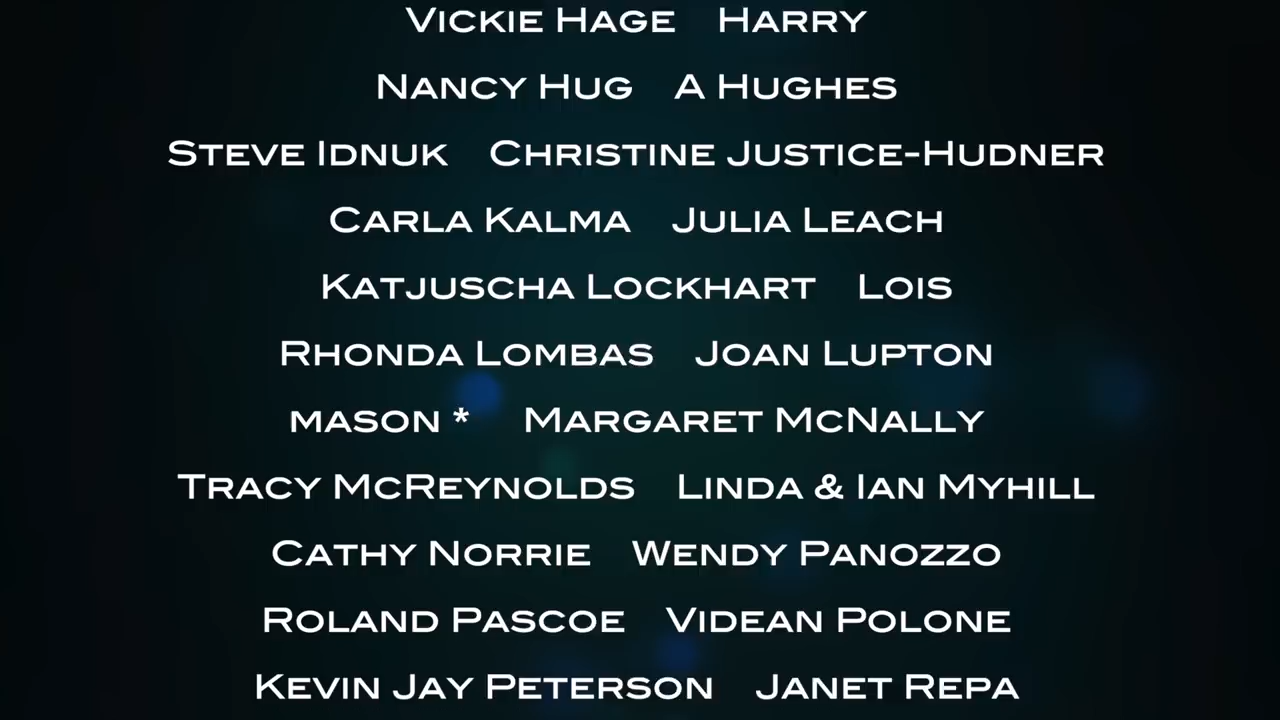 Vickie Hage Harry
Nancy Hug A Hughes
Steve Idnuk Christine Justice-Hudner
Carla Kalma Julia Leach
Katjuscha Lockhart Lois
Rhonda Lombas Joan Lupton
mason * Margaret McNally
Tracy McReynolds Linda & Ian Myhill
Cathy Norrie Wendy Panozzo
Roland Pascoe Videan Polone
Kevin Jay Peterson Janet Repa